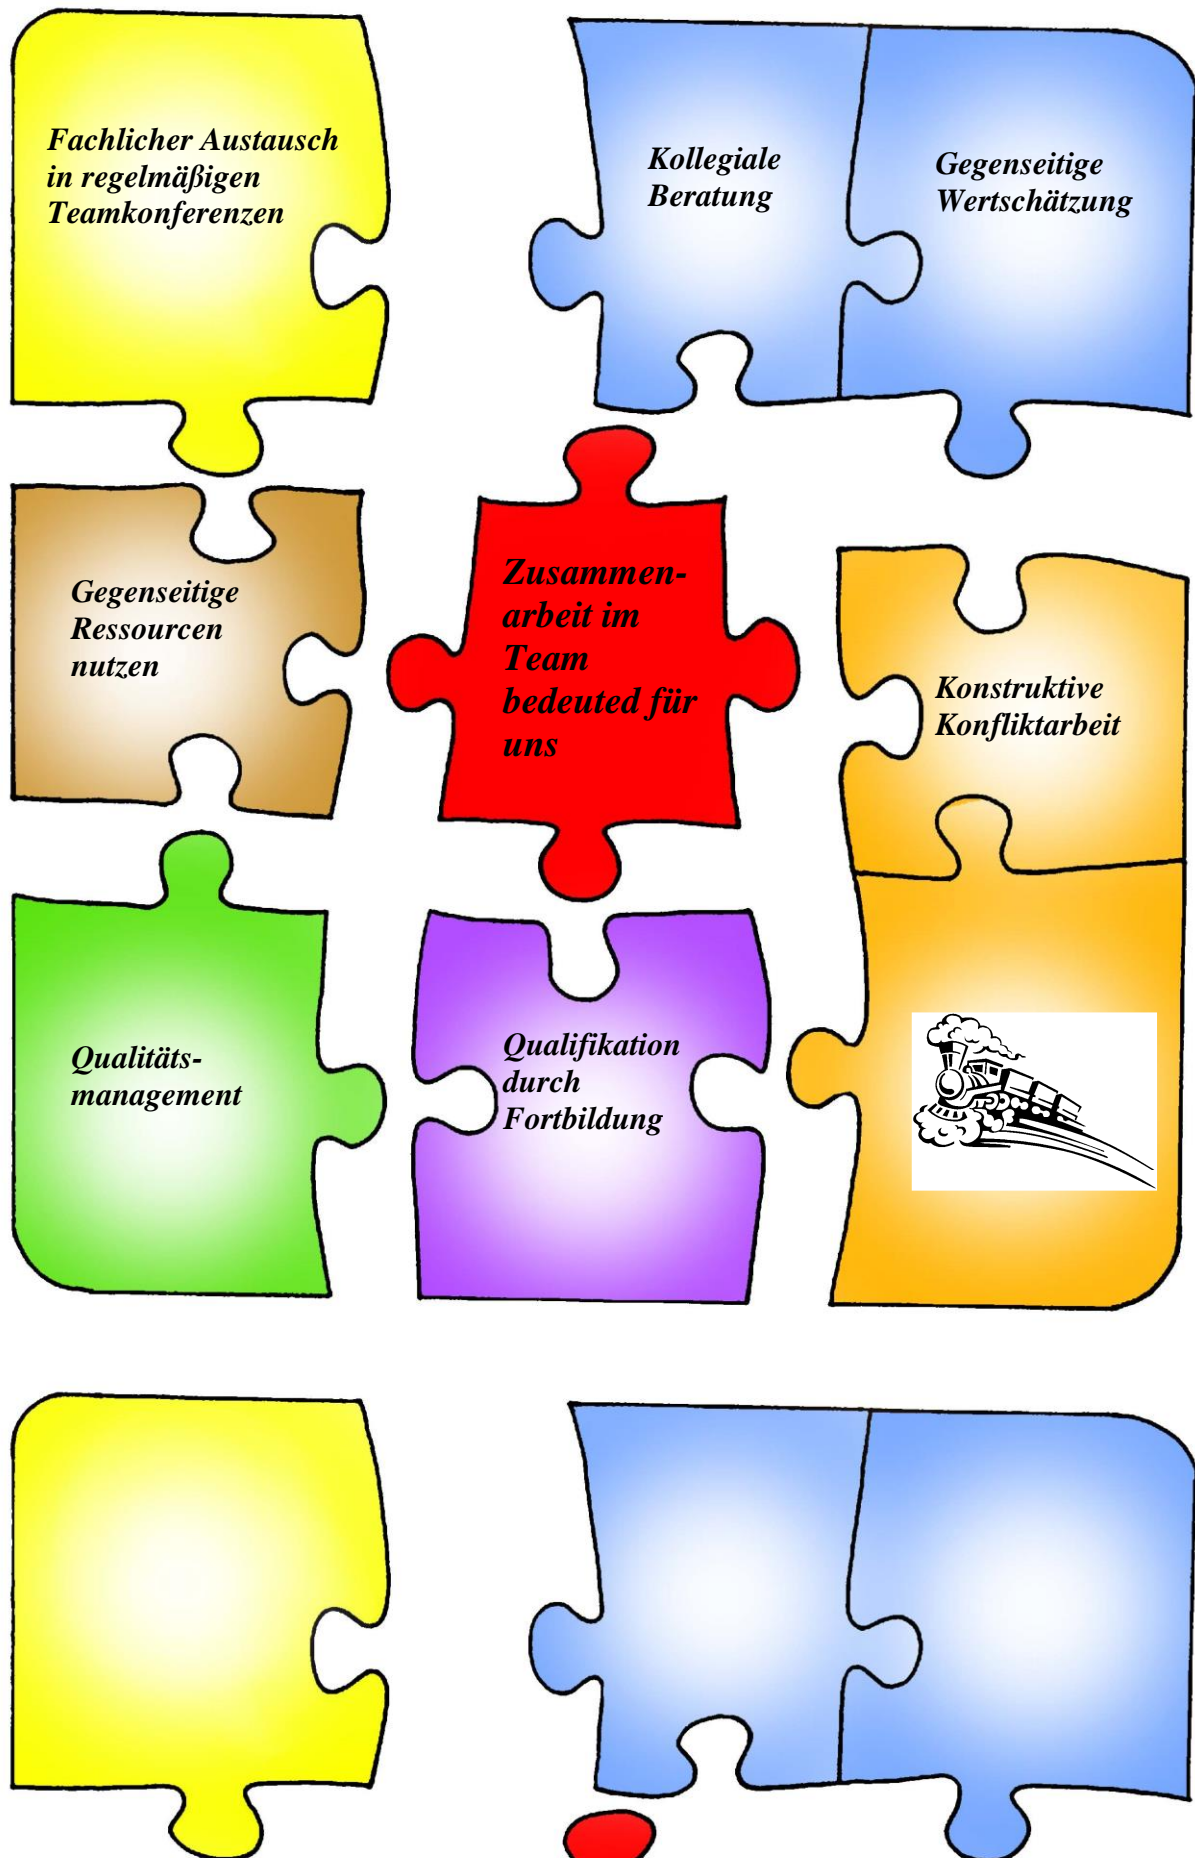 Fachlicher Austausch
in regelmäßigen
Teamkonferenzen
Kollegiale
Beratung
Gegenseitige
Wertschätzung
Gegenseitige
Ressourcen
nutzen
Zusammen-
arbeit im
Team
bedeuted für
uns
Konstruktive
Konfliktarbeit
Qualitäts-
management
Qualifikation
durch
Fortbildung